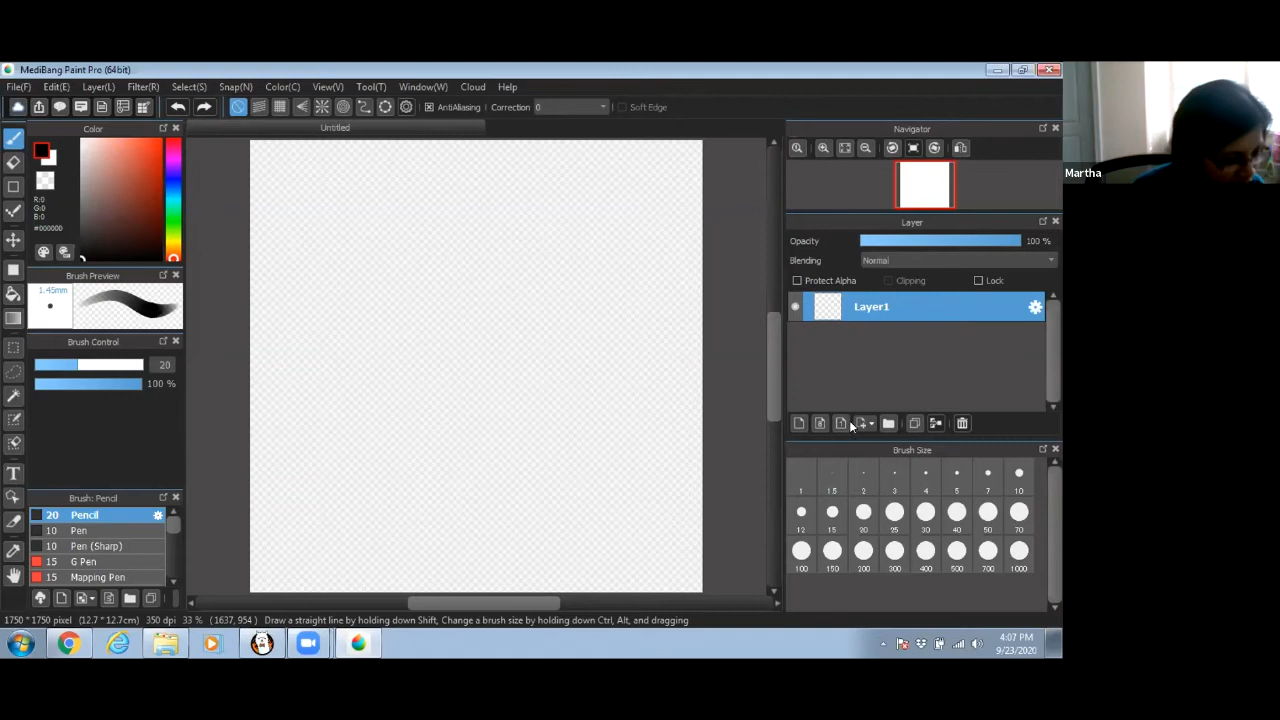 MediBang Paint Pro (64bit)
File(F) Edit(E) Layer(L) Filter(R) Select(S) Snap(N) Color(C) View(V) Tool(T) Window(W) Cloud Help
AntiAliasing Correction 0 Soft Edge
Color
Untitled
Navigator
Martha
R:0
G:0
B:0
#000000
Layer
Opacity 100 %
Blending Normal
Protect Alpha Clipping Lock
Layer1
Brush Preview
1.45mm
Brush Control
20
100 %
Brush Size
1 1.5 2 3 4 5 7 10
12 15 20 25 30 40 50 70
100 150 200 300 400 500 700 1000
Brush: Pencil
20 Pencil
10 Pen
10 Pen (Sharp)
15 G Pen
15 Mapping Pen
T
1750 * 1750 pixel (12.7 * 12.7cm) 350 dpi 33 % (1637, 954) Draw a straight line by holding down Shift, Change a brush size by holding down Ctrl, Alt, and dragging
4:07 PM
9/23/2020